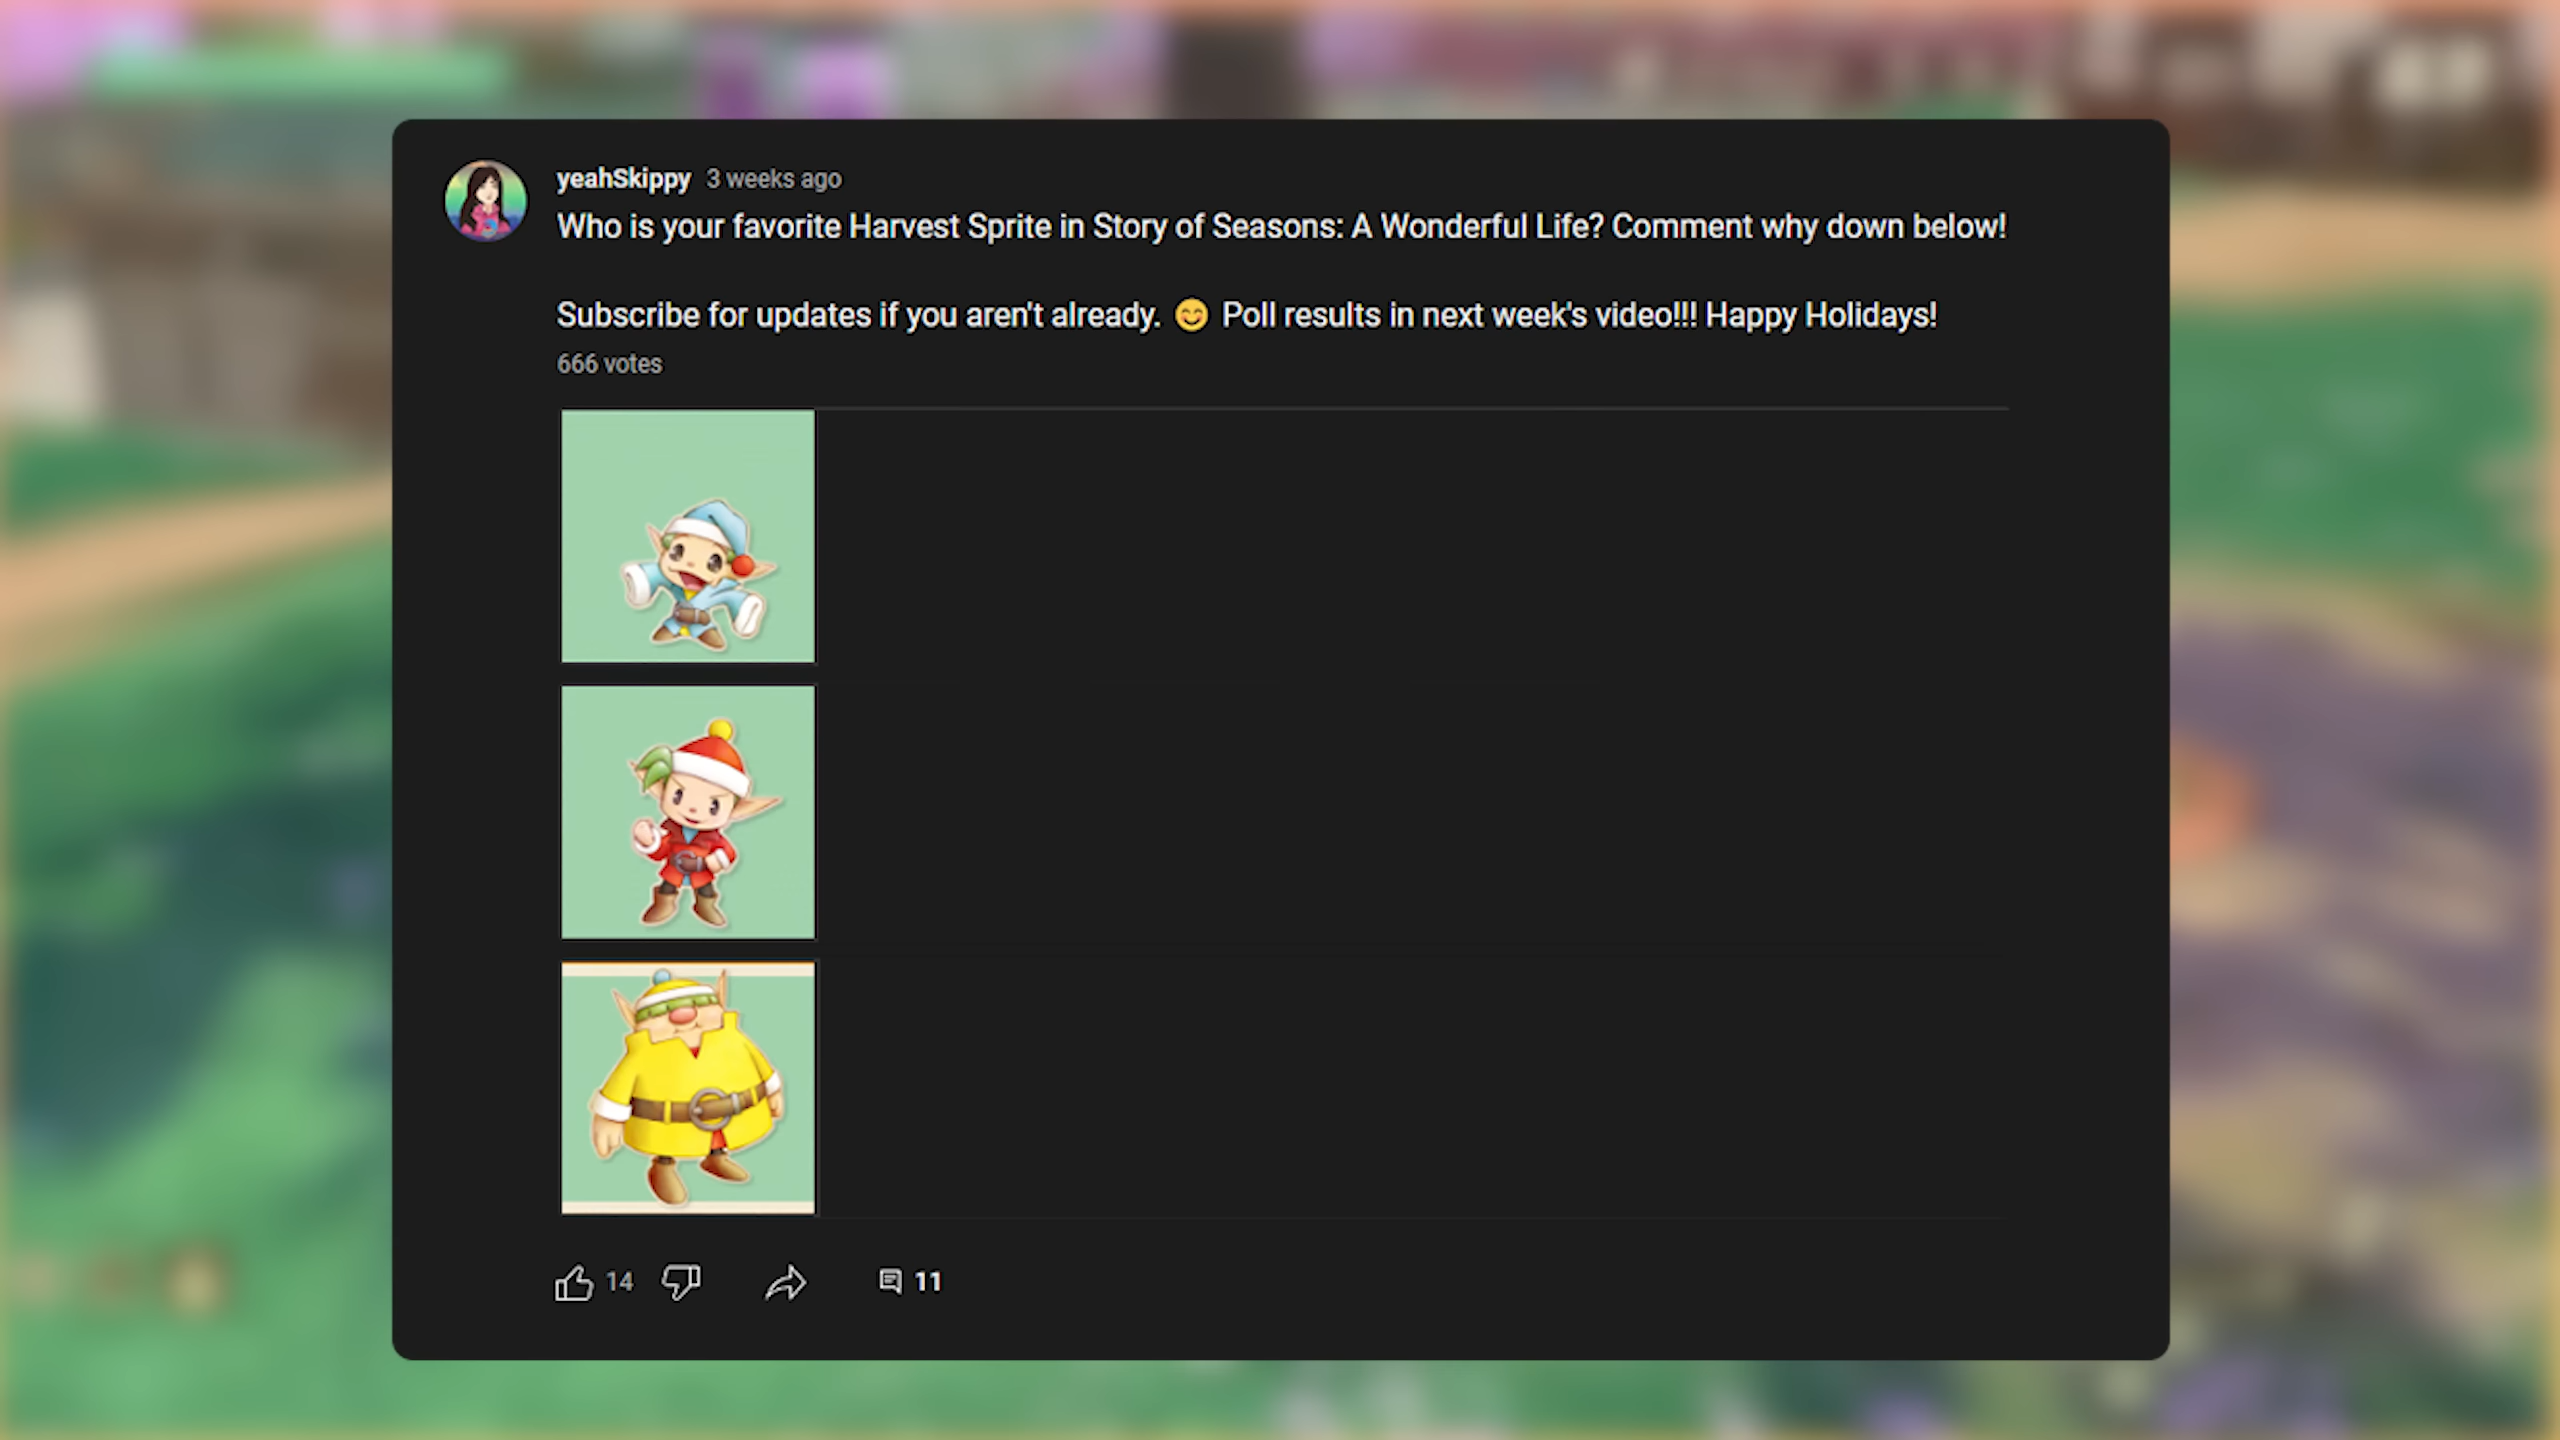 yeahSkippy 3 weeks ago
Who is your favorite Harvest Sprite in Story of Seasons: A Wonderful Life? Comment why down below!
Subscribe for updates if you aren't already. 😊 Poll results in next week's video!!! Happy Holidays!
666 votes
14 11